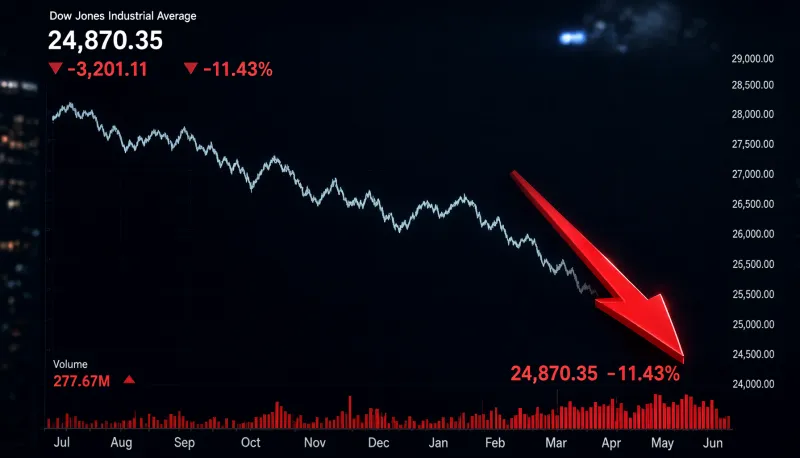 Dow Jones Industrial Average
24,870.35
▼ -3,201.11 ▼ -11.43%
29,000.00
28,500.00
28,000.00
27,500.00
27,000.00
26,500.00
26,000.00
25,500.00
25,500.00
25,000.00
24,500.00
24,000.00
Volume
277.67M ▲
24,870.35 -11.43%
Jul Aug Sep Oct Nov Dec Jan Feb Mar Apr May Jun